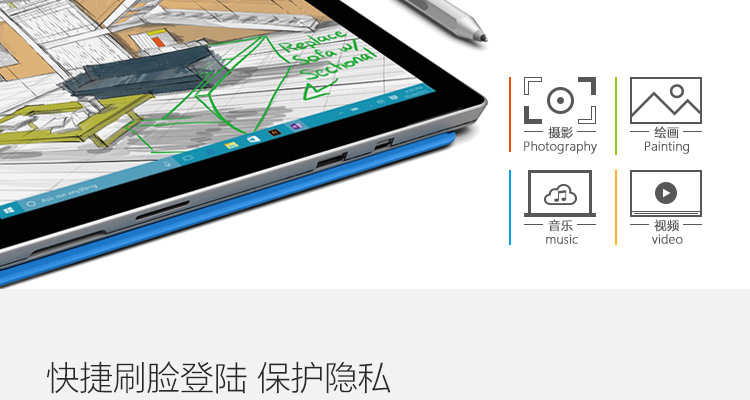 Replace
Sofa w/
Sectional
Ask me anything
摄影
Photography
绘画
Painting
音乐
music
视频
video
快捷刷脸登陆 保护隐私